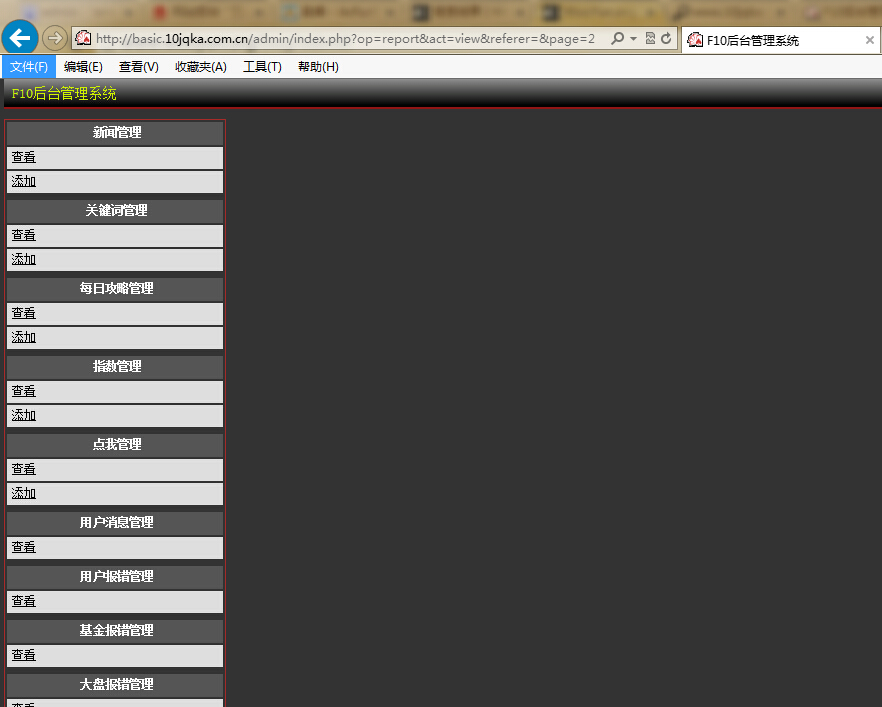 http://basic.10jqka.com.cn/admin/index.php?op=report&act=view&referer=&page=2
F10后台管理系统
文件(F) 编辑(E) 查看(V) 收藏夹(A) 工具(T) 帮助(H)
F10后台管理系统
新闻管理
查看
添加
关键词管理
查看
添加
每日攻略管理
查看
添加
指数管理
查看
添加
点我管理
查看
添加
用户消息管理
查看
用户报错管理
查看
基金报错管理
查看
大盘报错管理
查看